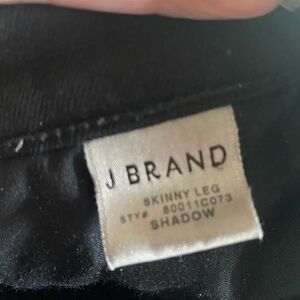 J BRAND
SKINNY LEG
STY# 80011C073
SHADOW